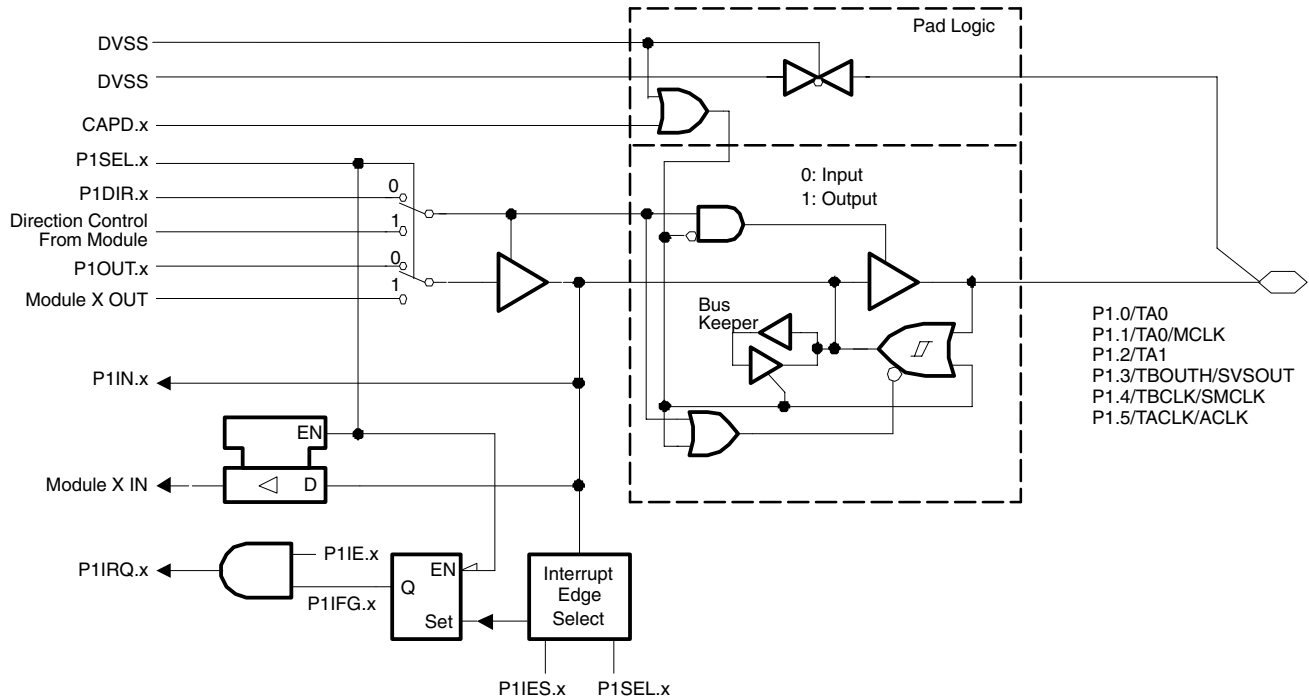 Pad Logic
DVSS
DVSS
CAPD.x
P1SEL.x
P1DIR.x
0
Direction Control
From Module
1
P1OUT.x
0
Module X OUT
1
0: Input
1: Output
Bus
Keeper
P1.0/TA0
P1.1/TA0/MCLK
P1.2/TA1
P1.3/TBOUTH/SVSOUT
P1.4/TBCLK/SMCLK
P1.5/TACLK/ACLK
P1IN.x
EN
Module X IN
D
P1IRQ.x
P1IE.x
P1IFG.x
EN
Q
Set
Interrupt
Edge
Select
P1IES.x
P1SEL.x